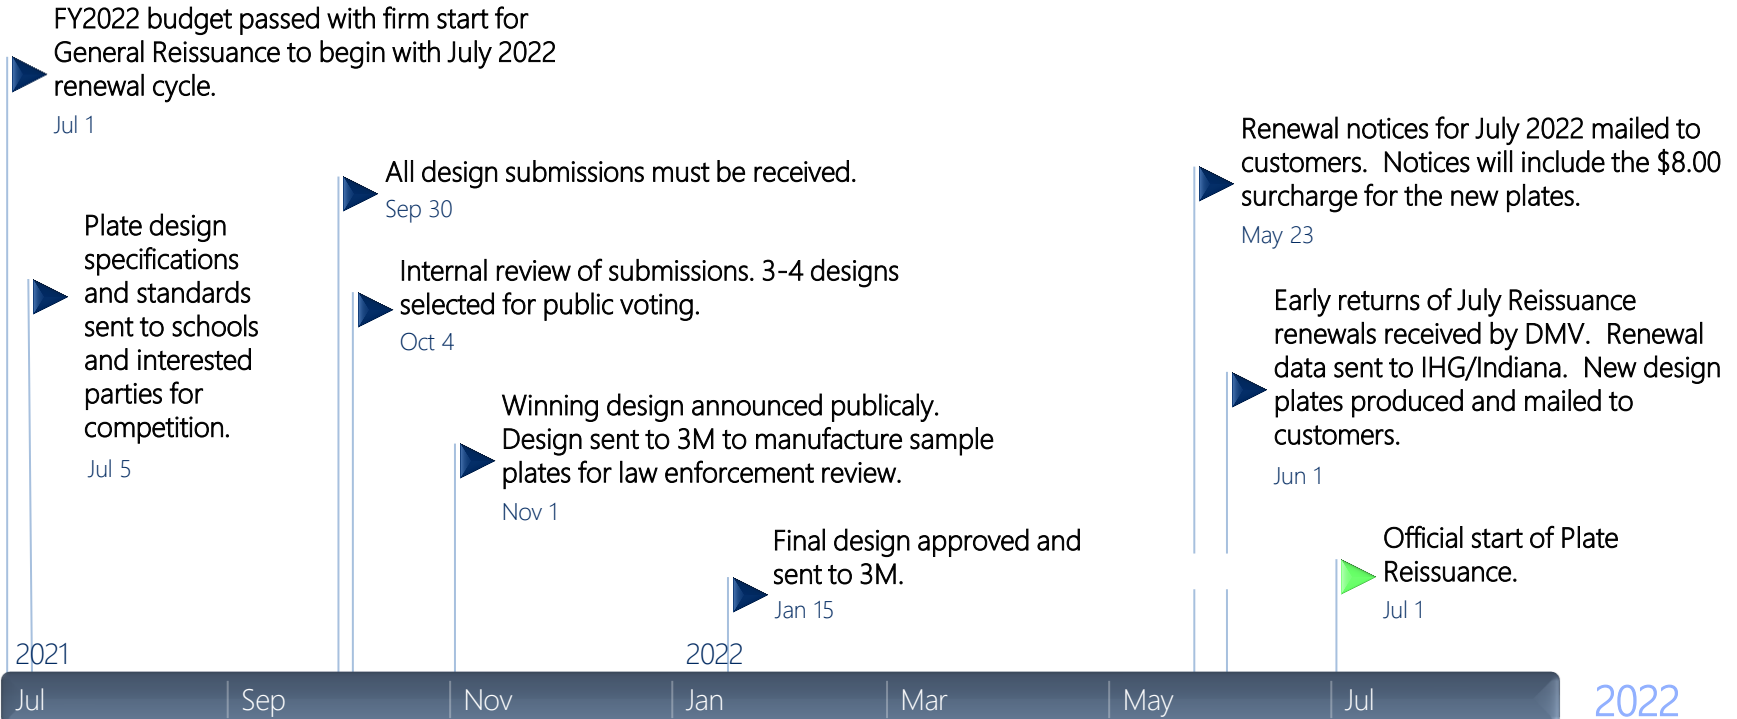 FY2022 budget passed with firm start for
General Reissuance to begin with July 2022
renewal cycle.
Jul 1
Renewal notices for July 2022 mailed to
customers.  Notices will include the $8.00
surcharge for the new plates.
May 23
All design submissions must be received.
Sep 30
Plate design
specifications
and standards
sent to schools
and interested
parties for
competition.
Jul 5
Internal review of submissions. 3-4 designs
selected for public voting.
Oct 4
Early returns of July Reissuance
renewals received by DMV.  Renewal
data sent to IHG/Indiana.  New design
plates produced and mailed to
customers.
Jun 1
Winning design announced publicaly.
Design sent to 3M to manufacture sample
plates for law enforcement review.
Nov 1
Final design approved and
sent to 3M.
Jan 15
Official start of Plate
Reissuance.
Jul 1
2021
2022
Jul
Sep
Nov
Jan
Mar
May
Jul
2022